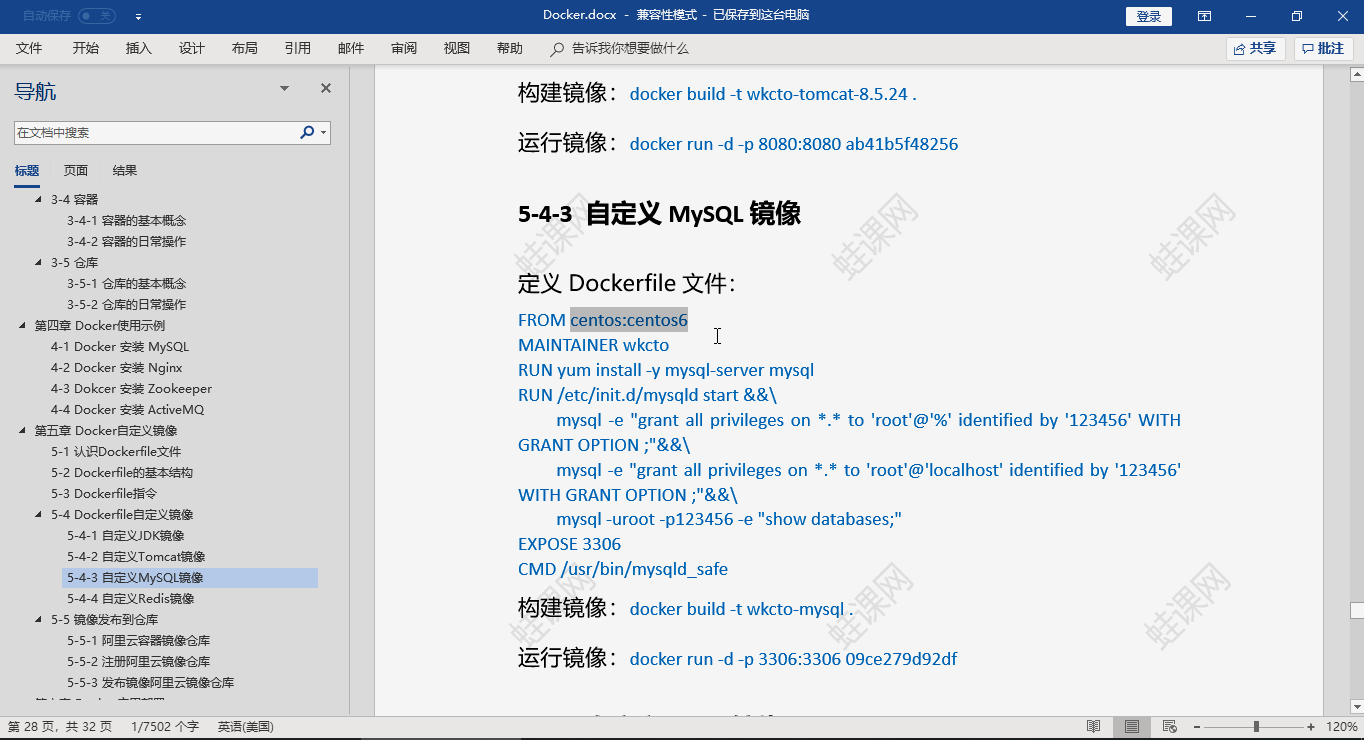 自动保存 关
Docker.docx - 兼容性模式 - 已保存到这台电脑
登录
文件 开始 插入 设计 布局 引用 邮件 审阅 视图 帮助 告诉我你想要做什么
共享 批注
导航
在文档中搜索
标题 页面 结果
3-4 容器
3-4-1 容器的基本概念
3-4-2 容器的日常操作
3-5 仓库
3-5-1 仓库的基本概念
3-5-2 仓库的日常操作
第四章 Docker使用示例
4-1 Docker 安装 MySQL
4-2 Docker 安装 Nginx
4-3 Dokcer 安装 Zookeeper
4-4 Docker 安装 ActiveMQ
第五章 Docker自定义镜像
5-1 认识Dockerfile文件
5-2 Dockerfile的基本结构
5-3 Dockerfile指令
5-4 Dockerfile自定义镜像
5-4-1 自定义JDK镜像
5-4-2 自定义Tomcat镜像
5-4-3 自定义MySQL镜像
5-4-4 自定义Redis镜像
5-5 镜像发布到仓库
5-5-1 阿里云容器镜像仓库
5-5-2 注册阿里云镜像仓库
5-5-3 发布镜像阿里云镜像仓库
构建镜像：docker build -t wkcto-tomcat-8.5.24 .
运行镜像：docker run -d -p 8080:8080 ab41b5f48256
5-4-3 自定义 MySQL 镜像
蛙课网 蛙课网 蛙课网
定义 Dockerfile 文件：
FROM centos:centos6
MAINTAINER wkcto
RUN yum install -y mysql-server mysql
RUN /etc/init.d/mysqld start &&\
mysql -e "grant all privileges on *.* to 'root'@'%' identified by '123456' WITH
GRANT OPTION ;"&&\
mysql -e "grant all privileges on *.* to 'root'@'localhost' identified by '123456'
WITH GRANT OPTION ;"&&\
mysql -uroot -p123456 -e "show databases;"
EXPOSE 3306
CMD /usr/bin/mysqld_safe
构建镜像：docker build -t wkcto-mysql .
蛙课网 蛙课网 蛙课网
运行镜像：docker run -d -p 3306:3306 09ce279d92df
第 28 页，共 32 页 1/7502 个字 英语(美国)
120%